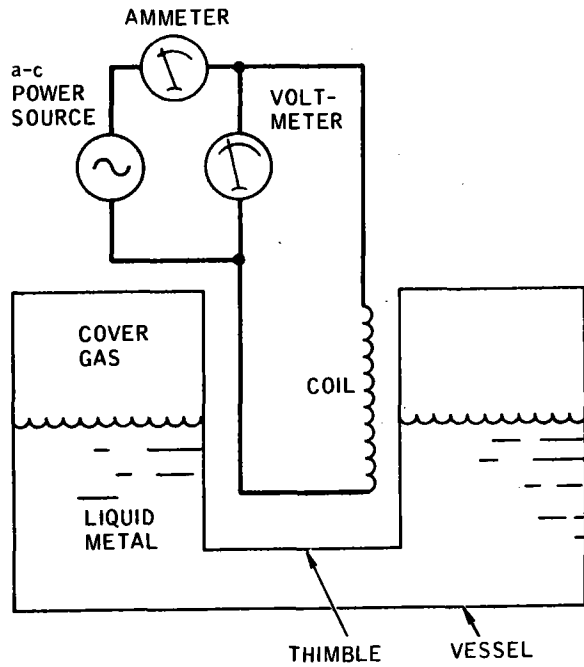 AMMETER
a-c
POWER
SOURCE
VOLT-
METER
COVER
GAS
COIL
LIQUID
METAL
THIMBLE
VESSEL